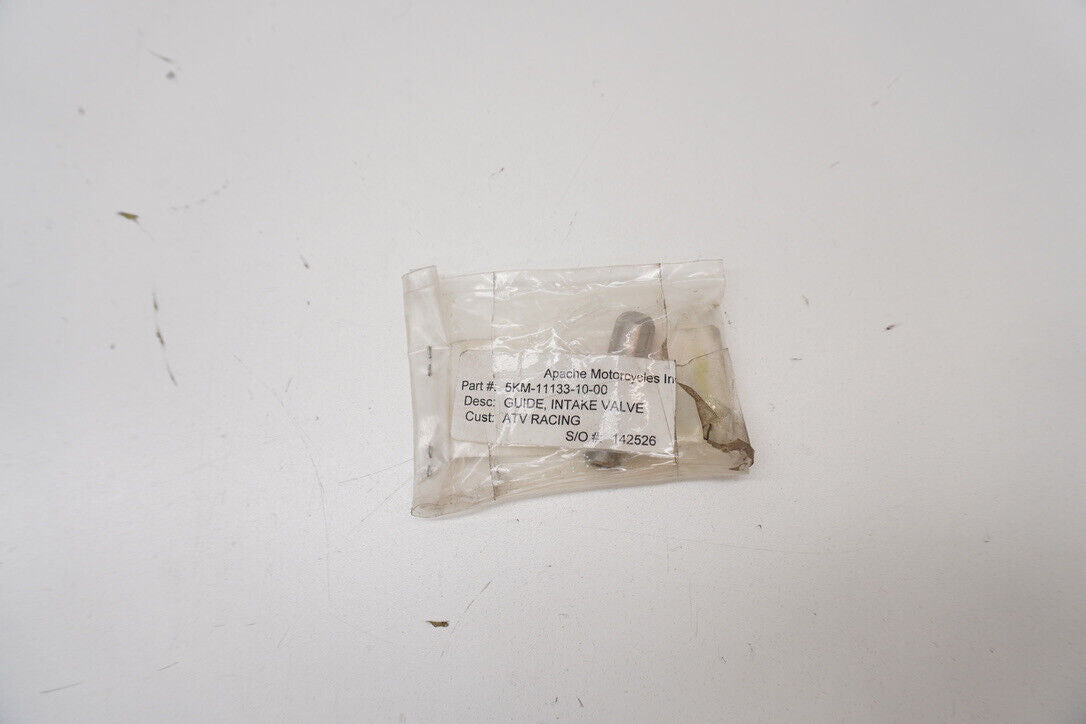 Apache Motorcycles In
Part #: 5KM-11133-10-00
Desc: GUIDE, INTAKE VALVE
Cust: ATV RACING
S/O #: 142526